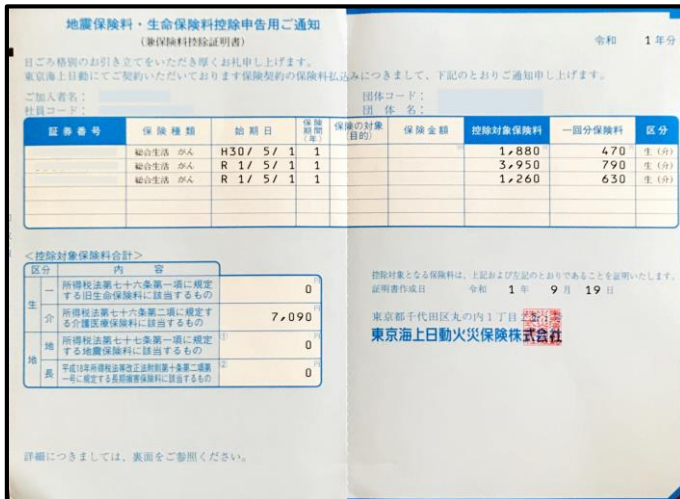 地震保険料・生命保険料控除申告用ご通知
(兼保険料控除証明書)
令和 1年分
日ごろ格別のお引き立てをいただき厚くお礼申し上げます。
東京海上日動にてご契約いただいております保険契約の保険料払込みにつきまして、下記のとおりご通知申し上げます。
ご加入者名:
社員コード:
団体コード:
団 体 名:
証券番号 保険種類 始期日 保険期間(年) 保険の対象(目的) 保険金額 控除対象保険料 一回分保険料 区分
総合生活 がん H30/ 5/ 1 1 1,880 470 生(介)
総合生活 がん R 1/ 5/ 1 1 3,950 790 生(介)
総合生活 がん R 1/ 5/ 1 1 1,260 630 生(介)
<控除対象保険料合計>
区分 内 容
生 一 所得税法第七十六条第一項に規定する旧生命保険料に該当するもの 0円
介 所得税法第七十六条第二項に規定する介護医療保険料に該当するもの 7,090円
地 地 所得税法第七十七条第一項に規定する地震保険料に該当するもの ① 0円
長 平成18年所得税法等改正法附則第十条第二項第一号に規定する長期損害保険料に該当するもの ② 0円
控除対象となる保険料は、上記および左記のとおりであることを証明いたします。
証明書作成日 令和 1年 9月 19日
東京都千代田区丸の内1丁目
東京海上日動火災保険株式会社
詳細につきましては、裏面をご参照ください。